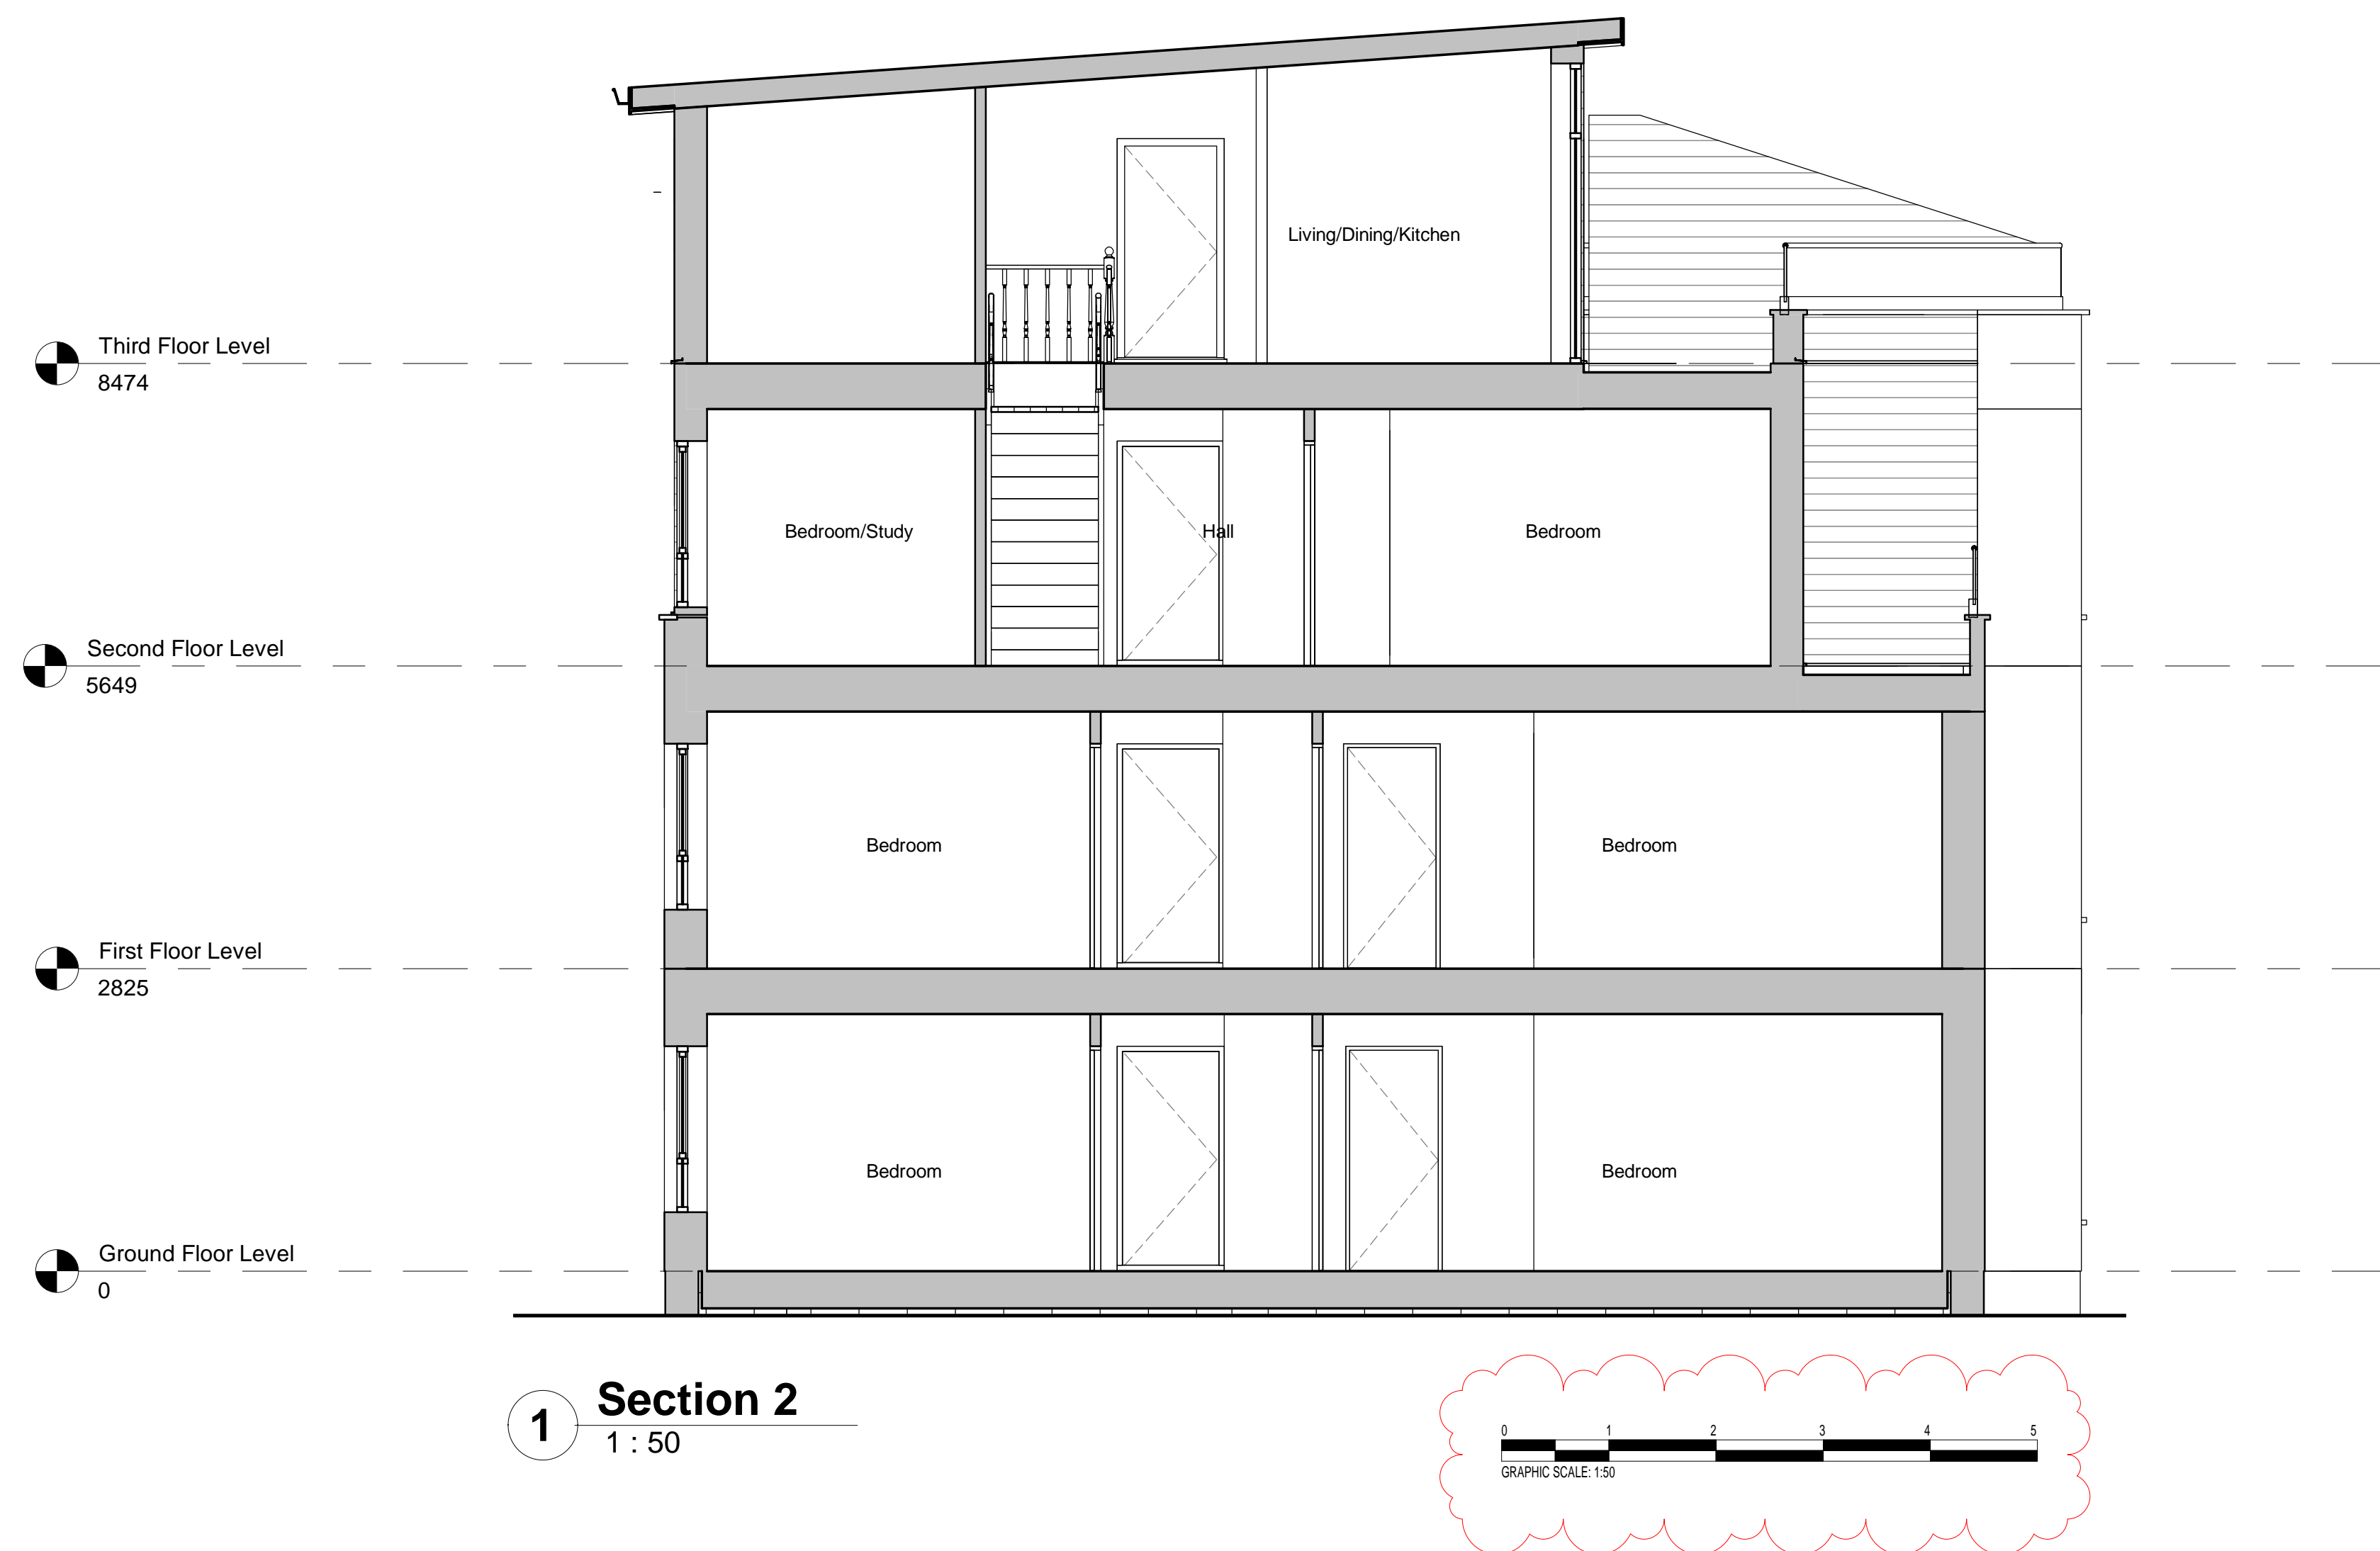 Living/Dining/Kitchen
Third Floor Level
8474
Bedroom/Study
Hall
Bedroom
Second Floor Level
5649
Bedroom
Bedroom
First Floor Level
2825
Bedroom
Bedroom
Ground Floor Level
0
1
Section 2
1 : 50
0 1 2 3 4 5
GRAPHIC SCALE: 1:50